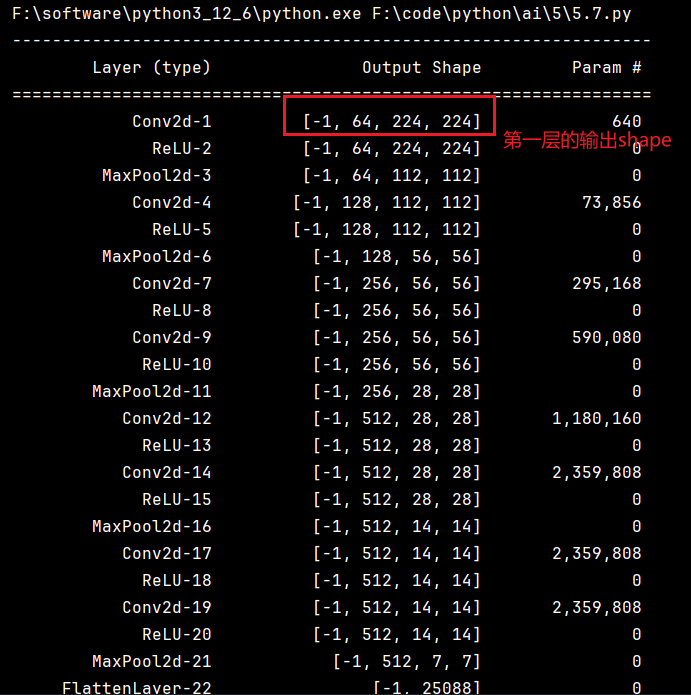 F:\software\python3_12_6\python.exe F:\code\python\ai\5\5.7.py
----------------------------------------------------------------
Layer (type) Output Shape Param #
================================================================
Conv2d-1 [-1, 64, 224, 224] 640
第一层的输出shape
ReLU-2 [-1, 64, 224, 224] 0
MaxPool2d-3 [-1, 64, 112, 112] 0
Conv2d-4 [-1, 128, 112, 112] 73,856
ReLU-5 [-1, 128, 112, 112] 0
MaxPool2d-6 [-1, 128, 56, 56] 0
Conv2d-7 [-1, 256, 56, 56] 295,168
ReLU-8 [-1, 256, 56, 56] 0
Conv2d-9 [-1, 256, 56, 56] 590,080
ReLU-10 [-1, 256, 56, 56] 0
MaxPool2d-11 [-1, 256, 28, 28] 0
Conv2d-12 [-1, 512, 28, 28] 1,180,160
ReLU-13 [-1, 512, 28, 28] 0
Conv2d-14 [-1, 512, 28, 28] 2,359,808
ReLU-15 [-1, 512, 28, 28] 0
MaxPool2d-16 [-1, 512, 14, 14] 0
Conv2d-17 [-1, 512, 14, 14] 2,359,808
ReLU-18 [-1, 512, 14, 14] 0
Conv2d-19 [-1, 512, 14, 14] 2,359,808
ReLU-20 [-1, 512, 14, 14] 0
MaxPool2d-21 [-1, 512, 7, 7] 0
FlattenLayer-22 [-1, 25088] 0